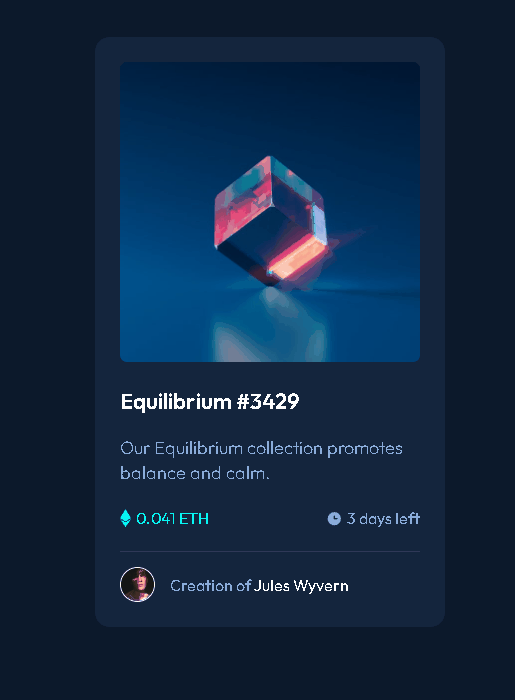 Equilibrium #3429
Our Equilibrium collection promotes
balance and calm.
0.041 ETH
3 days left
Creation of Jules Wyvern